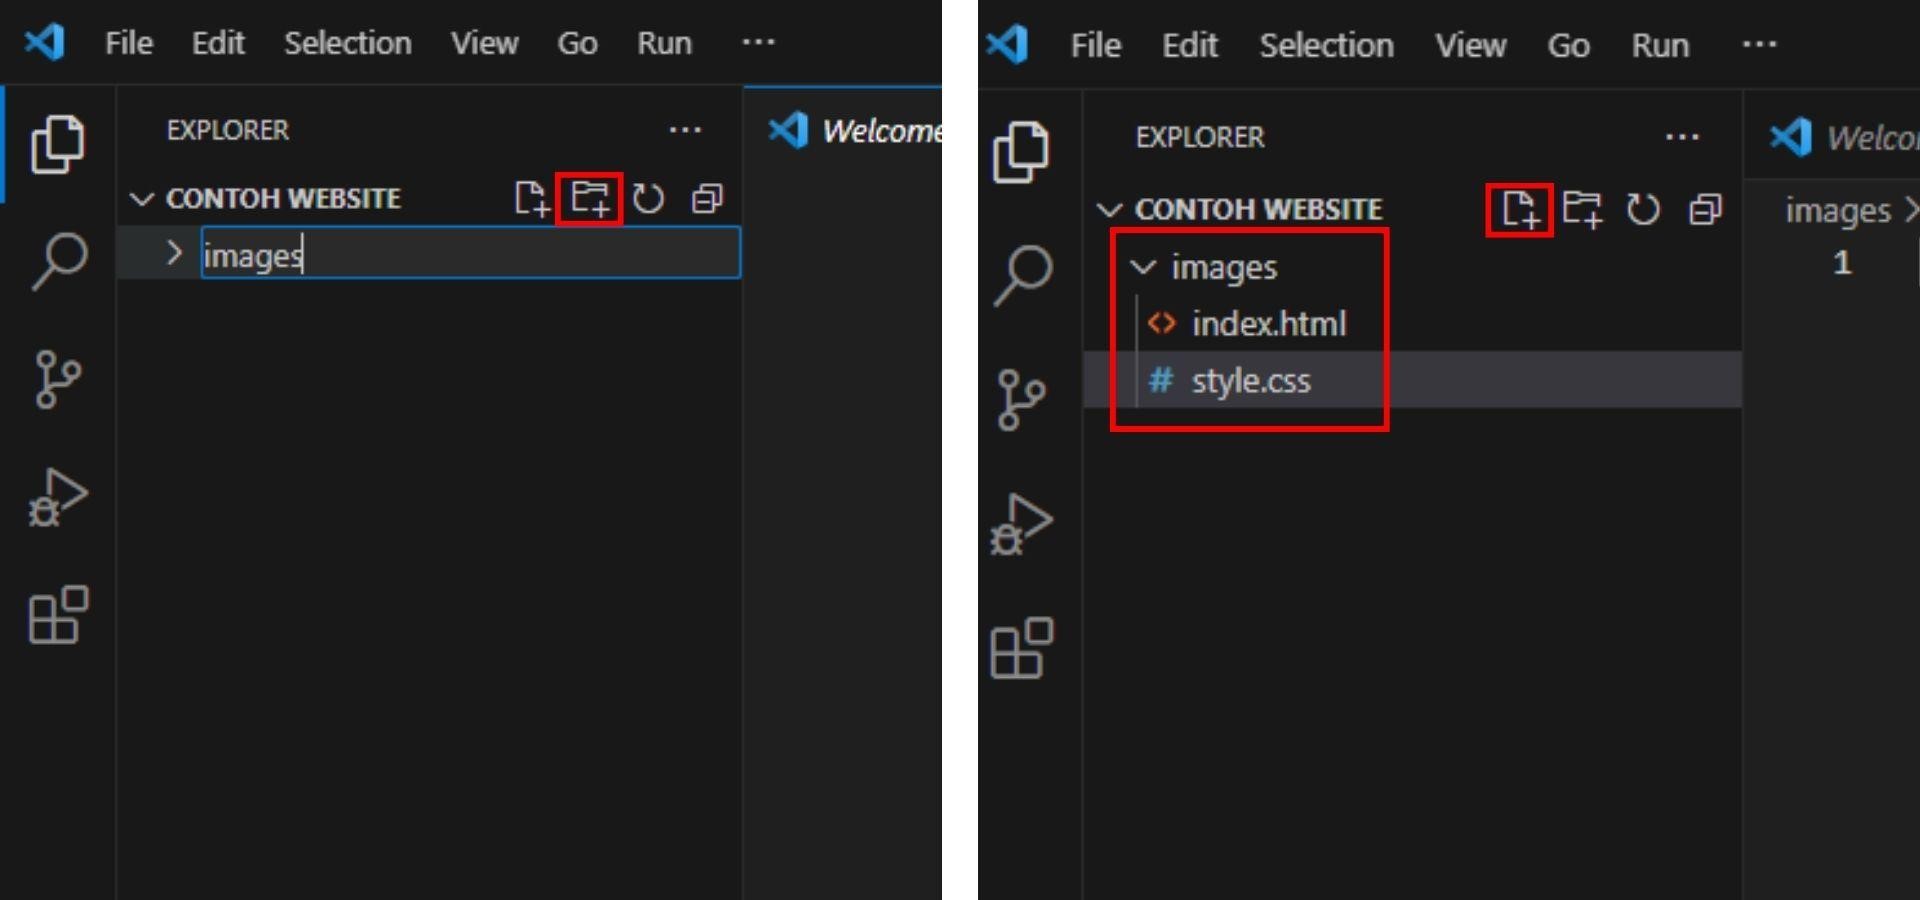 File Edit Selection View Go Run ...
EXPLORER ...
Welcome
CONTOH WEBSITE
images
File Edit Selection View Go Run ...
EXPLORER ...
Welco
CONTOH WEBSITE
images
images
1
index.html
# style.css